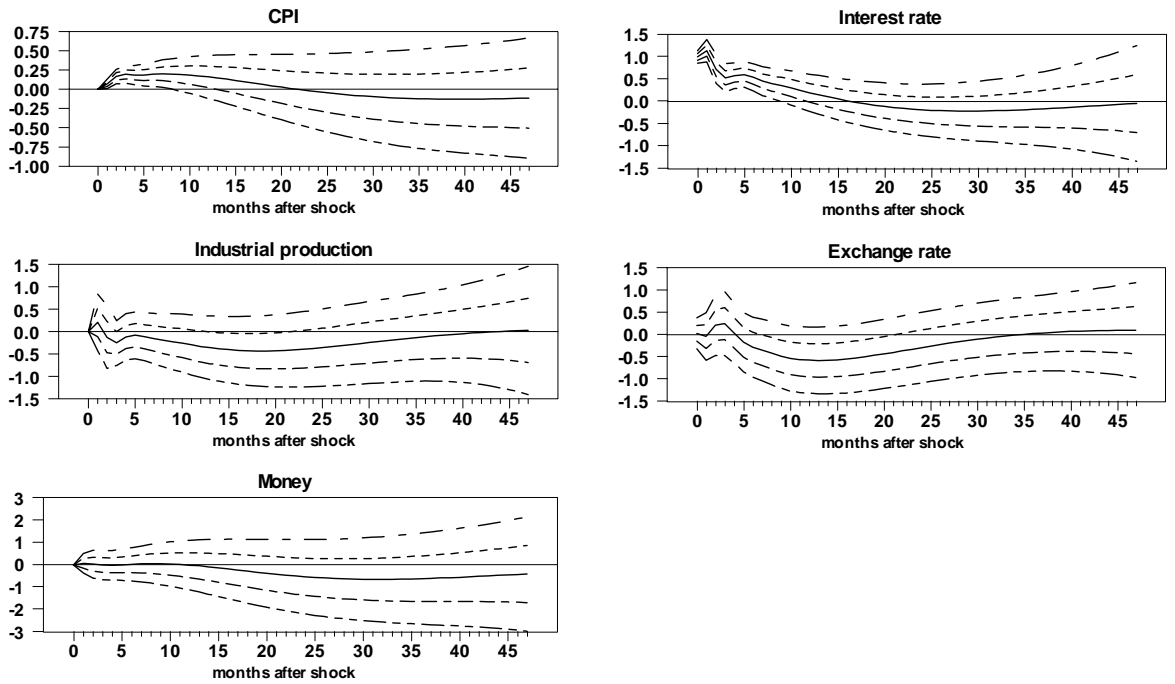 CPI
0.75
0.50
0.25
0.00
-0.25
-0.50
-0.75
-1.00
0 5 10 15 20 25 30 35 40 45
months after shock
Interest rate
1.5
1.0
0.5
0.0
-0.5
-1.0
-1.5
0 5 10 15 20 25 30 35 40 45
months after shock
Industrial production
1.5
1.0
0.5
0.0
-0.5
-1.0
-1.5
0 5 10 15 20 25 30 35 40 45
months after shock
Exchange rate
1.5
1.0
0.5
0.0
-0.5
-1.0
-1.5
0 5 10 15 20 25 30 35 40 45
months after shock
Money
3
2
1
0
-1
-2
-3
0 5 10 15 20 25 30 35 40 45
months after shock